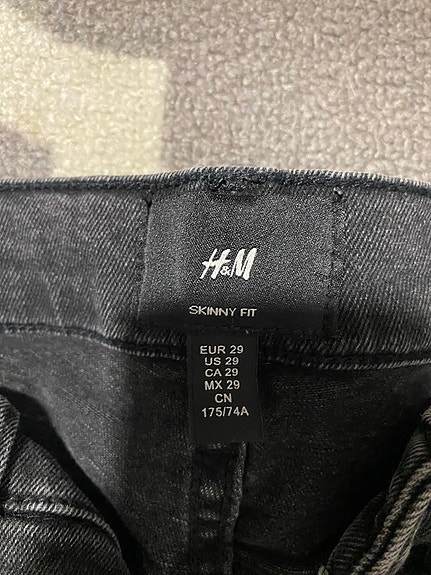 H&M
SKINNY FIT
EUR 29
US 29
CA 29
MX 29
CN
175/74A